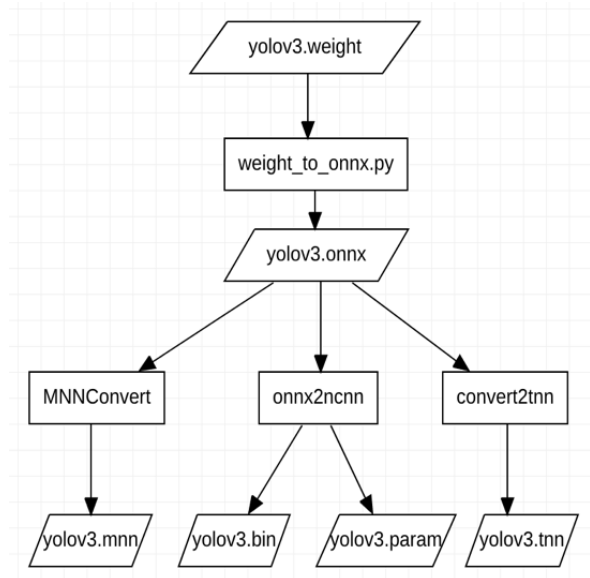 yolov3.weight
weight_to_onnx.py
yolov3.onnx
MNNConvert
onnx2ncnn
convert2tnn
yolov3.mnn
yolov3.bin
yolov3.param
yolov3.tnn